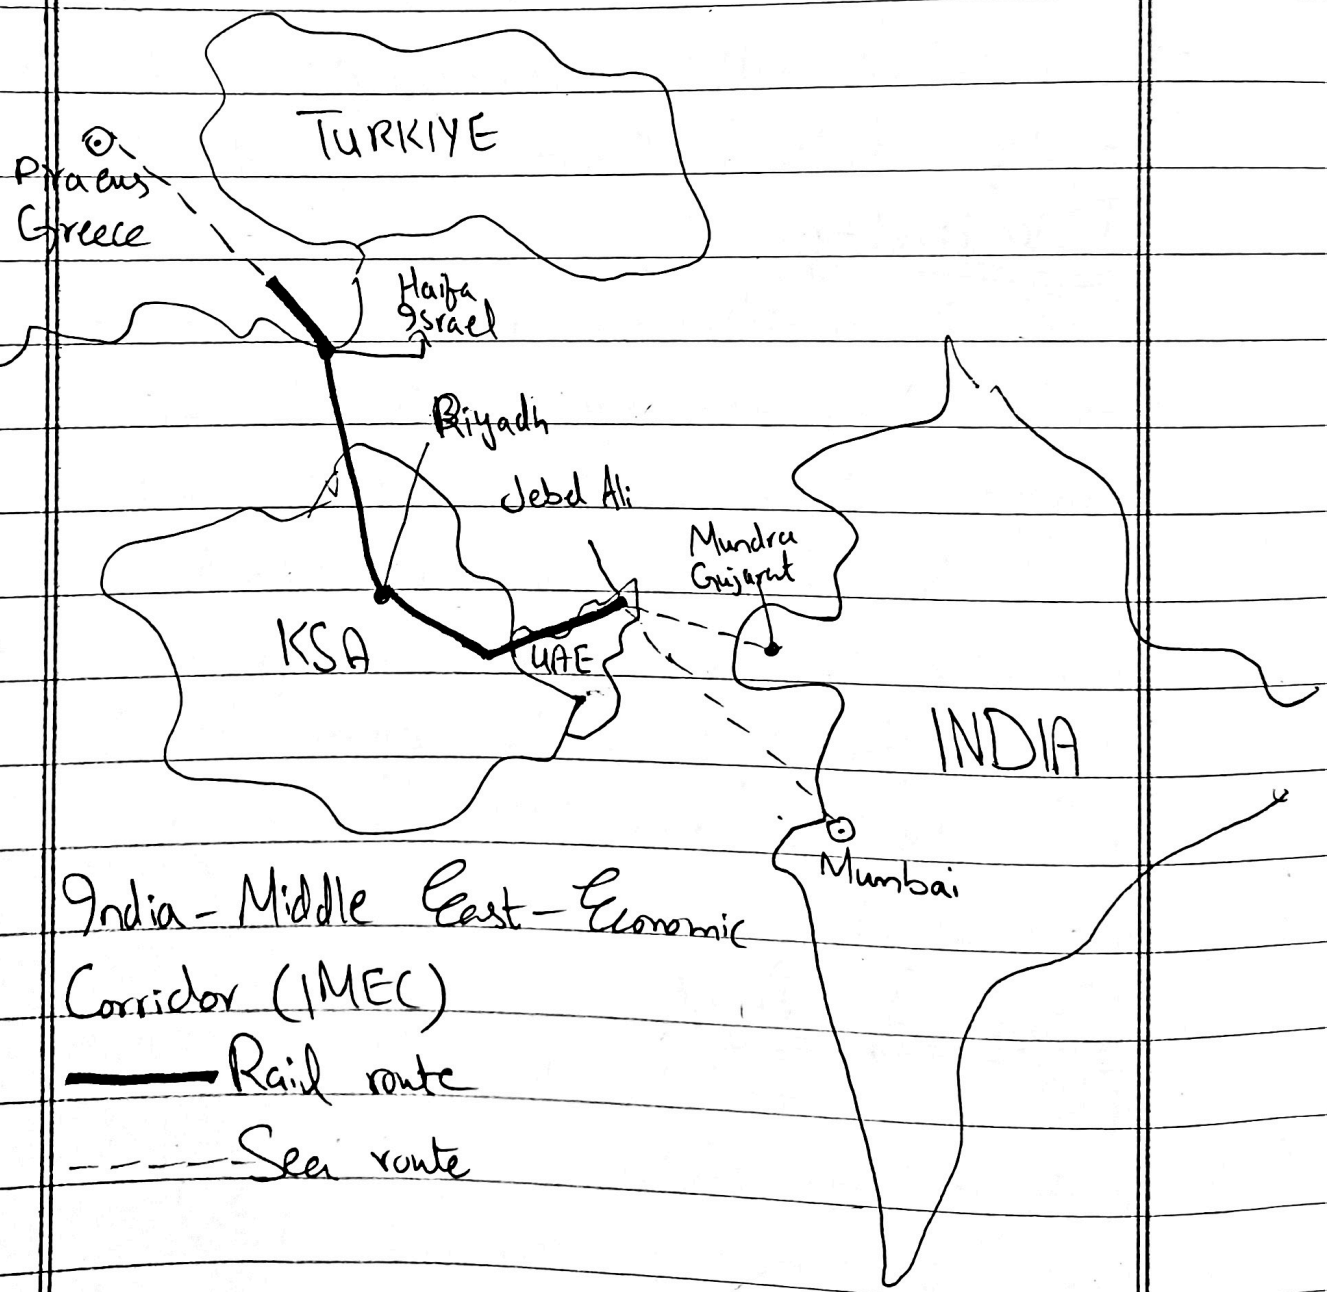 TURKIYE
Piraeus
Greece
Haifa
Israel
Riyadh
Jebel Ali
Mundra
Gujarat
KSA
UAE
INDIA
Mumbai
India - Middle East - Economic
Corridor (IMEC)
Rail route
Sea route